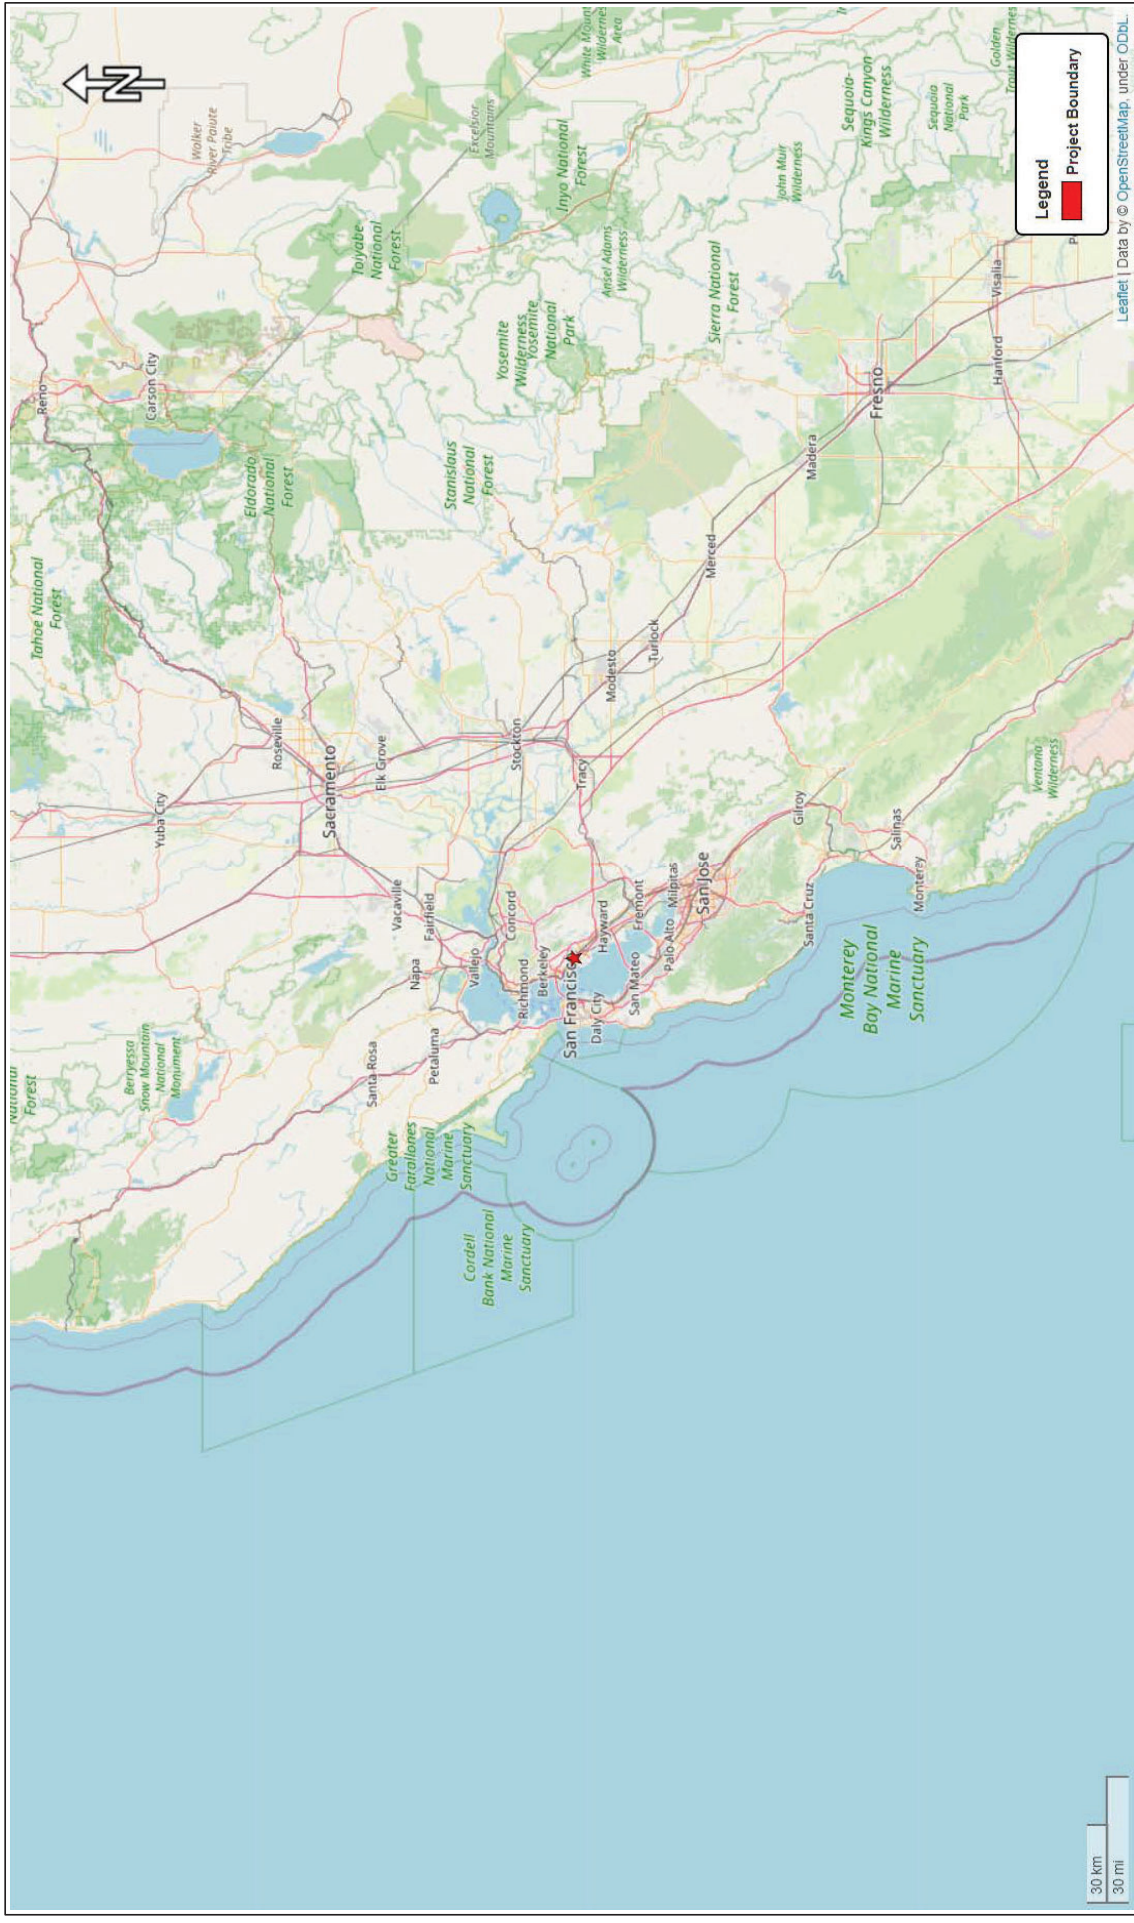 N
Forest
Tahoe National
Forest
Reno
Berryessa
Snow Mountain
National
Monument
Yuba City
Carson City
Walker
River Paiute
Tribe
Roseville
Eldorado
National
Forest
Sacramento
Santa Rosa
Elk Grove
Toiyabe
National
Forest
Vacaville
Fairfield
Napa
Petaluma
Greater
Farallones
National
Marine
Sanctuary
Stanislaus
National
Forest
Excelsior
Mountains
Cordell
Bank National
Marine
Sanctuary
Vallejo
Concord
Stockton
Yosemite
Wilderness
Yosemite
National
Park
Richmond
Berkeley
Inyo National
Forest
White Mount
Wildernes
Area
San Francisco
Tracy
Daly City
Hayward
Modesto
Ansel Adams
Wilderness
San Mateo
Fremont
Turlock
Palo Alto
Milpitas
San Jose
Merced
Sierra National
Forest
John Muir
Wilderness
Gilroy
Santa Cruz
Madera
Monterey
Bay National
Marine
Sanctuary
Sequoia-
Kings Canyon
Wilderness
Fresno
Salinas
Monterey
Sequoia
National
Park
Hanford
Visalia
Golden
Trout Wildernes
Ventana
Wilderness
Legend
Project Boundary
30 km
30 mi
Leaflet | Data by © OpenStreetMap, under ODbL.